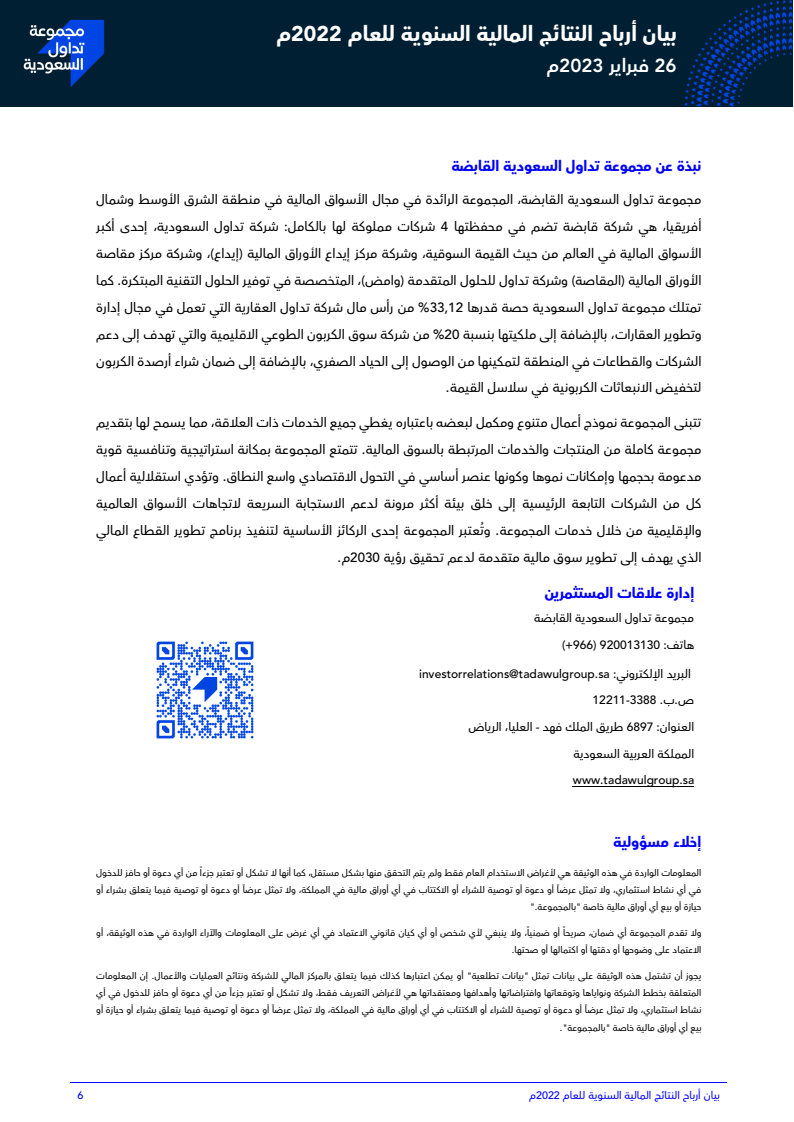 بيان أرباح النتائج المالية السنوية للعام 2022م
26 فبراير 2023م
مجموعة
تداول
السعودية
نبذة عن مجموعة تداول السعودية القابضة
مجموعة تداول السعودية القابضة، المجموعة الرائدة في مجال الأسواق المالية في منطقة الشرق الأوسط وشمال
أفريقيا، هي شركة قابضة تضم في محفظتها 4 شركات مملوكة لها بالكامل: شركة تداول السعودية، إحدى أكبر
الأسواق المالية في العالم من حيث القيمة السوقية، وشركة مركز إيداع الأوراق المالية (إيداع)، وشركة مركز مقاصة
الأوراق المالية (المقاصة) وشركة تداول للحلول المتقدمة (وامض)، المتخصصة في توفير الحلول التقنية المبتكرة. كما
تمتلك مجموعة تداول السعودية حصة قدرها 33,12% من رأس مال شركة تداول العقارية التي تعمل في مجال إدارة
وتطوير العقارات، بالإضافة إلى ملكيتها بنسبة 20% من شركة سوق الكربون الطوعي الاقليمية والتي تهدف إلى دعم
الشركات والقطاعات في المنطقة لتمكينها من الوصول إلى الحياد الصفري، بالإضافة إلى ضمان شراء أرصدة الكربون
لتخفيض الانبعاثات الكربونية في سلاسل القيمة.
تتبنى المجموعة نموذج أعمال متنوع ومكمل لبعضه باعتباره يغطي جميع الخدمات ذات العلاقة، مما يسمح لها بتقديم
مجموعة كاملة من المنتجات والخدمات المرتبطة بالسوق المالية. تتمتع المجموعة بمكانة استراتيجية وتنافسية قوية
مدعومة بحجمها وإمكانات نموها وكونها عنصر أساسي في التحول الاقتصادي واسع النطاق. وتؤدي استقلالية أعمال
كل من الشركات التابعة الرئيسية إلى خلق بيئة أكثر مرونة لدعم الاستجابة السريعة لاتجاهات الأسواق العالمية
والإقليمية من خلال خدمات المجموعة. وتُعتبر المجموعة إحدى الركائز الأساسية لتنفيذ برنامج تطوير القطاع المالي
الذي يهدف إلى تطوير سوق مالية متقدمة لدعم تحقيق رؤية 2030م.
إدارة علاقات المستثمرين
مجموعة تداول السعودية القابضة
هاتف: 920013130 (966+)
البريد الإلكتروني: investorrelations@tadawulgroup.sa
ص.ب. 3388-12211
العنوان: 6897 طريق الملك فهد - العليا، الرياض
المملكة العربية السعودية
www.tadawulgroup.sa
إخلاء مسؤولية
المعلومات الواردة في هذه الوثيقة هي لأغراض الاستخدام العام فقط ولم يتم التحقق منها بشكل مستقل، كما أنها لا تشكل أو تعتبر جزءاً من أي دعوة أو حافز للدخول
في أي نشاط استثماري، ولا تمثل عرضاً أو دعوة أو توصية للشراء أو الاكتتاب في أي أوراق مالية في المملكة، ولا تمثل عرضاً أو دعوة أو توصية فيما يتعلق بشراء أو
حيازة أو بيع أي أوراق مالية خاصة "بالمجموعة."
ولا تقدم المجموعة أي ضمان، صريحاً أو ضمنياً، ولا ينبغي لأي شخص أو أي كيان قانوني الاعتماد في أي غرض على المعلومات والآراء الواردة في هذه الوثيقة، أو
الاعتماد على وضوحها أو دقتها أو اكتمالها أو صحتها.
يجوز أن تشتمل هذه الوثيقة على بيانات تمثل "بيانات تطلعية" أو يمكن اعتبارها كذلك فيما يتعلق بالمركز المالي للشركة ونتائج العمليات والأعمال. إن المعلومات
المتعلقة بخطط الشركة ونواياها وتوقعاتها وافتراضاتها وأهدافها ومعتقداتها هي لأغراض التعريف فقط، ولا تشكل أو تعتبر جزءاً من أي دعوة أو حافز للدخول في أي
نشاط استثماري، ولا تمثل عرضاً أو دعوة أو توصية للشراء أو الاكتتاب في أي أوراق مالية في المملكة، ولا تمثل عرضاً أو دعوة أو توصية فيما يتعلق بشراء أو حيازة أو
بيع أي أوراق مالية خاصة "بالمجموعة".
بيان أرباح النتائج المالية السنوية للعام 2022م
6